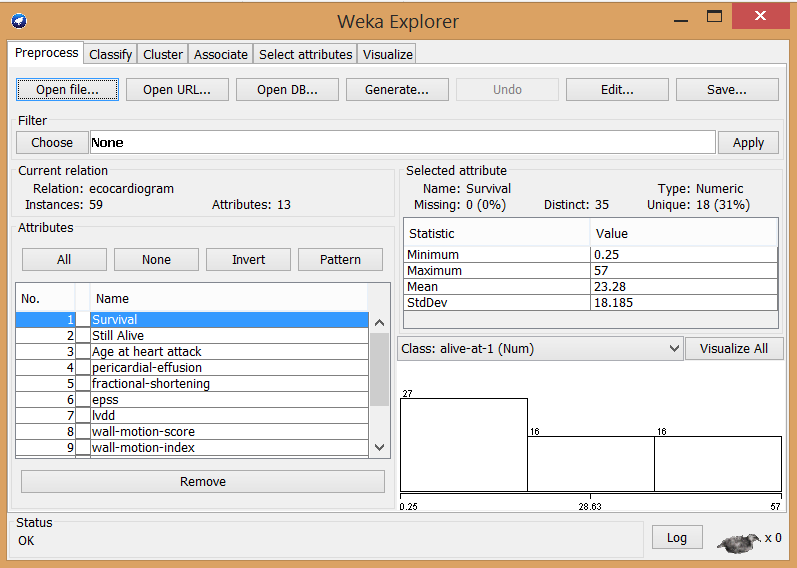 Weka Explorer
Preprocess Classify Cluster Associate Select attributes Visualize
Open file... Open URL... Open DB... Generate... Undo Edit... Save...
Filter
Choose None Apply
Current relation
Relation: ecocardiogram
Instances: 59 Attributes: 13
Selected attribute
Name: Survival Type: Numeric
Missing: 0 (0%) Distinct: 35 Unique: 18 (31%)
Attributes
All None Invert Pattern
No. Name
1 Survival
2 Still Alive
3 Age at heart attack
4 pericardial-effusion
5 fractional-shortening
6 epss
7 lvdd
8 wall-motion-score
9 wall-motion-index
Remove
Statistic Value
Minimum 0.25
Maximum 57
Mean 23.28
StdDev 18.185
Class: alive-at-1 (Num) Visualize All
27
16 16
0.25 28.63 57
Status
OK
Log x 0